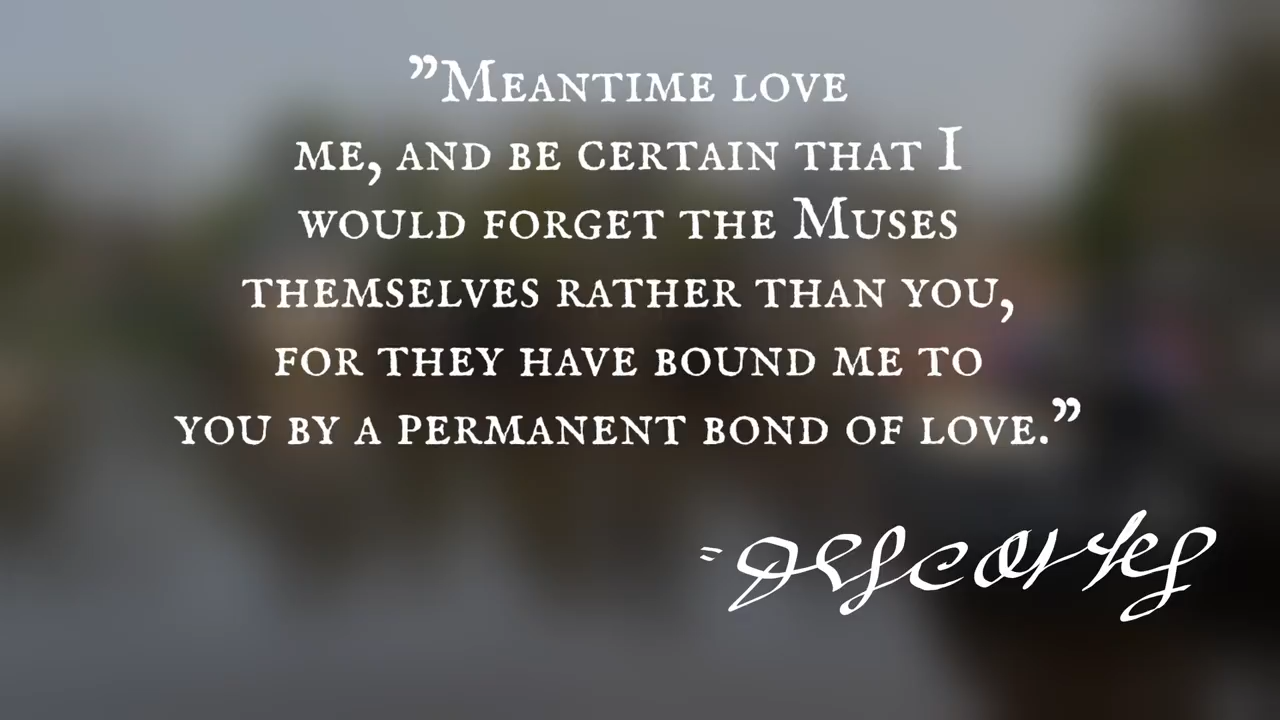 ”Meantime love
me, and be certain that I
would forget the Muses
themselves rather than you,
for they have bound me to
you by a permanent bond of love.”
Descartes